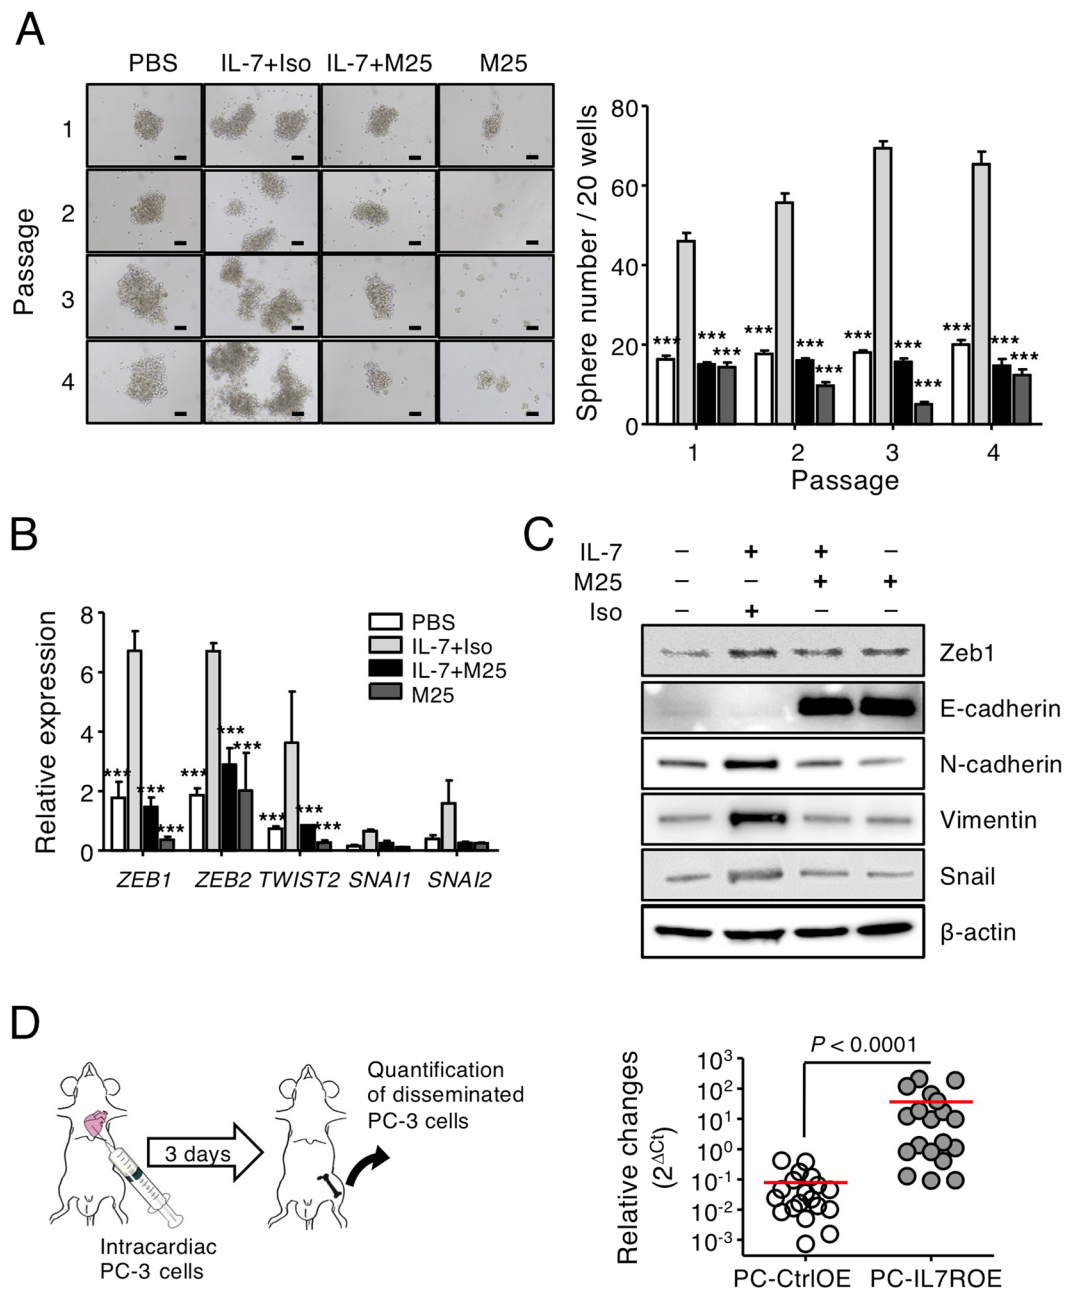 A
PBS IL-7+Iso IL-7+M25 M25
Passage
1
2
3
4
Sphere number / 20 wells
80
60
40
20
0
*** *** ***
*** *** ***
*** *** ***
*** *** ***
1 2 3 4
Passage
B
Relative expression
8
6
4
2
0
PBS
IL-7+Iso
IL-7+M25
M25
*** *** ***
*** *** ***
*** *** ***
ZEB1 ZEB2 TWIST2 SNAI1 SNAI2
C
IL-7 − + + −
M25 − − + +
Iso − + − −
Zeb1
E-cadherin
N-cadherin
Vimentin
Snail
β-actin
D
3 days
Intracardiac
PC-3 cells
Quantification
of disseminated
PC-3 cells
Relative changes
(2^ΔCt)
P < 0.0001
10³
10²
10¹
10⁰
10⁻¹
10⁻²
10⁻³
PC-CtrlOE PC-IL7ROE